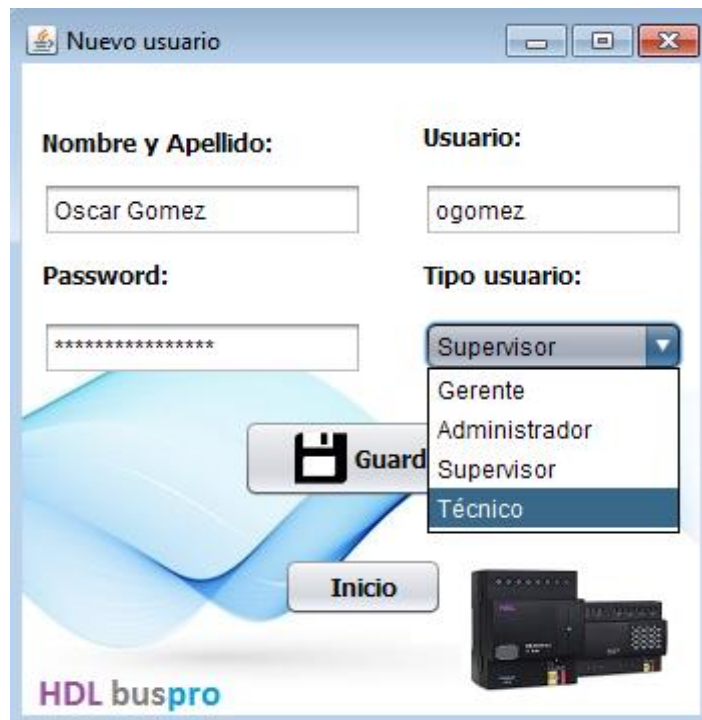 Nuevo usuario
Nombre y Apellido:
Usuario:
Oscar Gomez
ogomez
Password:
Tipo usuario:
****************
Supervisor
Gerente
Administrador
Supervisor
Técnico
Guard
Inicio
HDL
HDL buspro